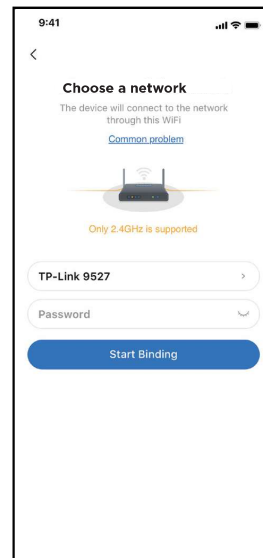 9:41
Choose a network
The device will connect to the network
through this WiFi
Common problem
Only 2.4GHz is supported
TP-Link 9527
Password
Start Binding